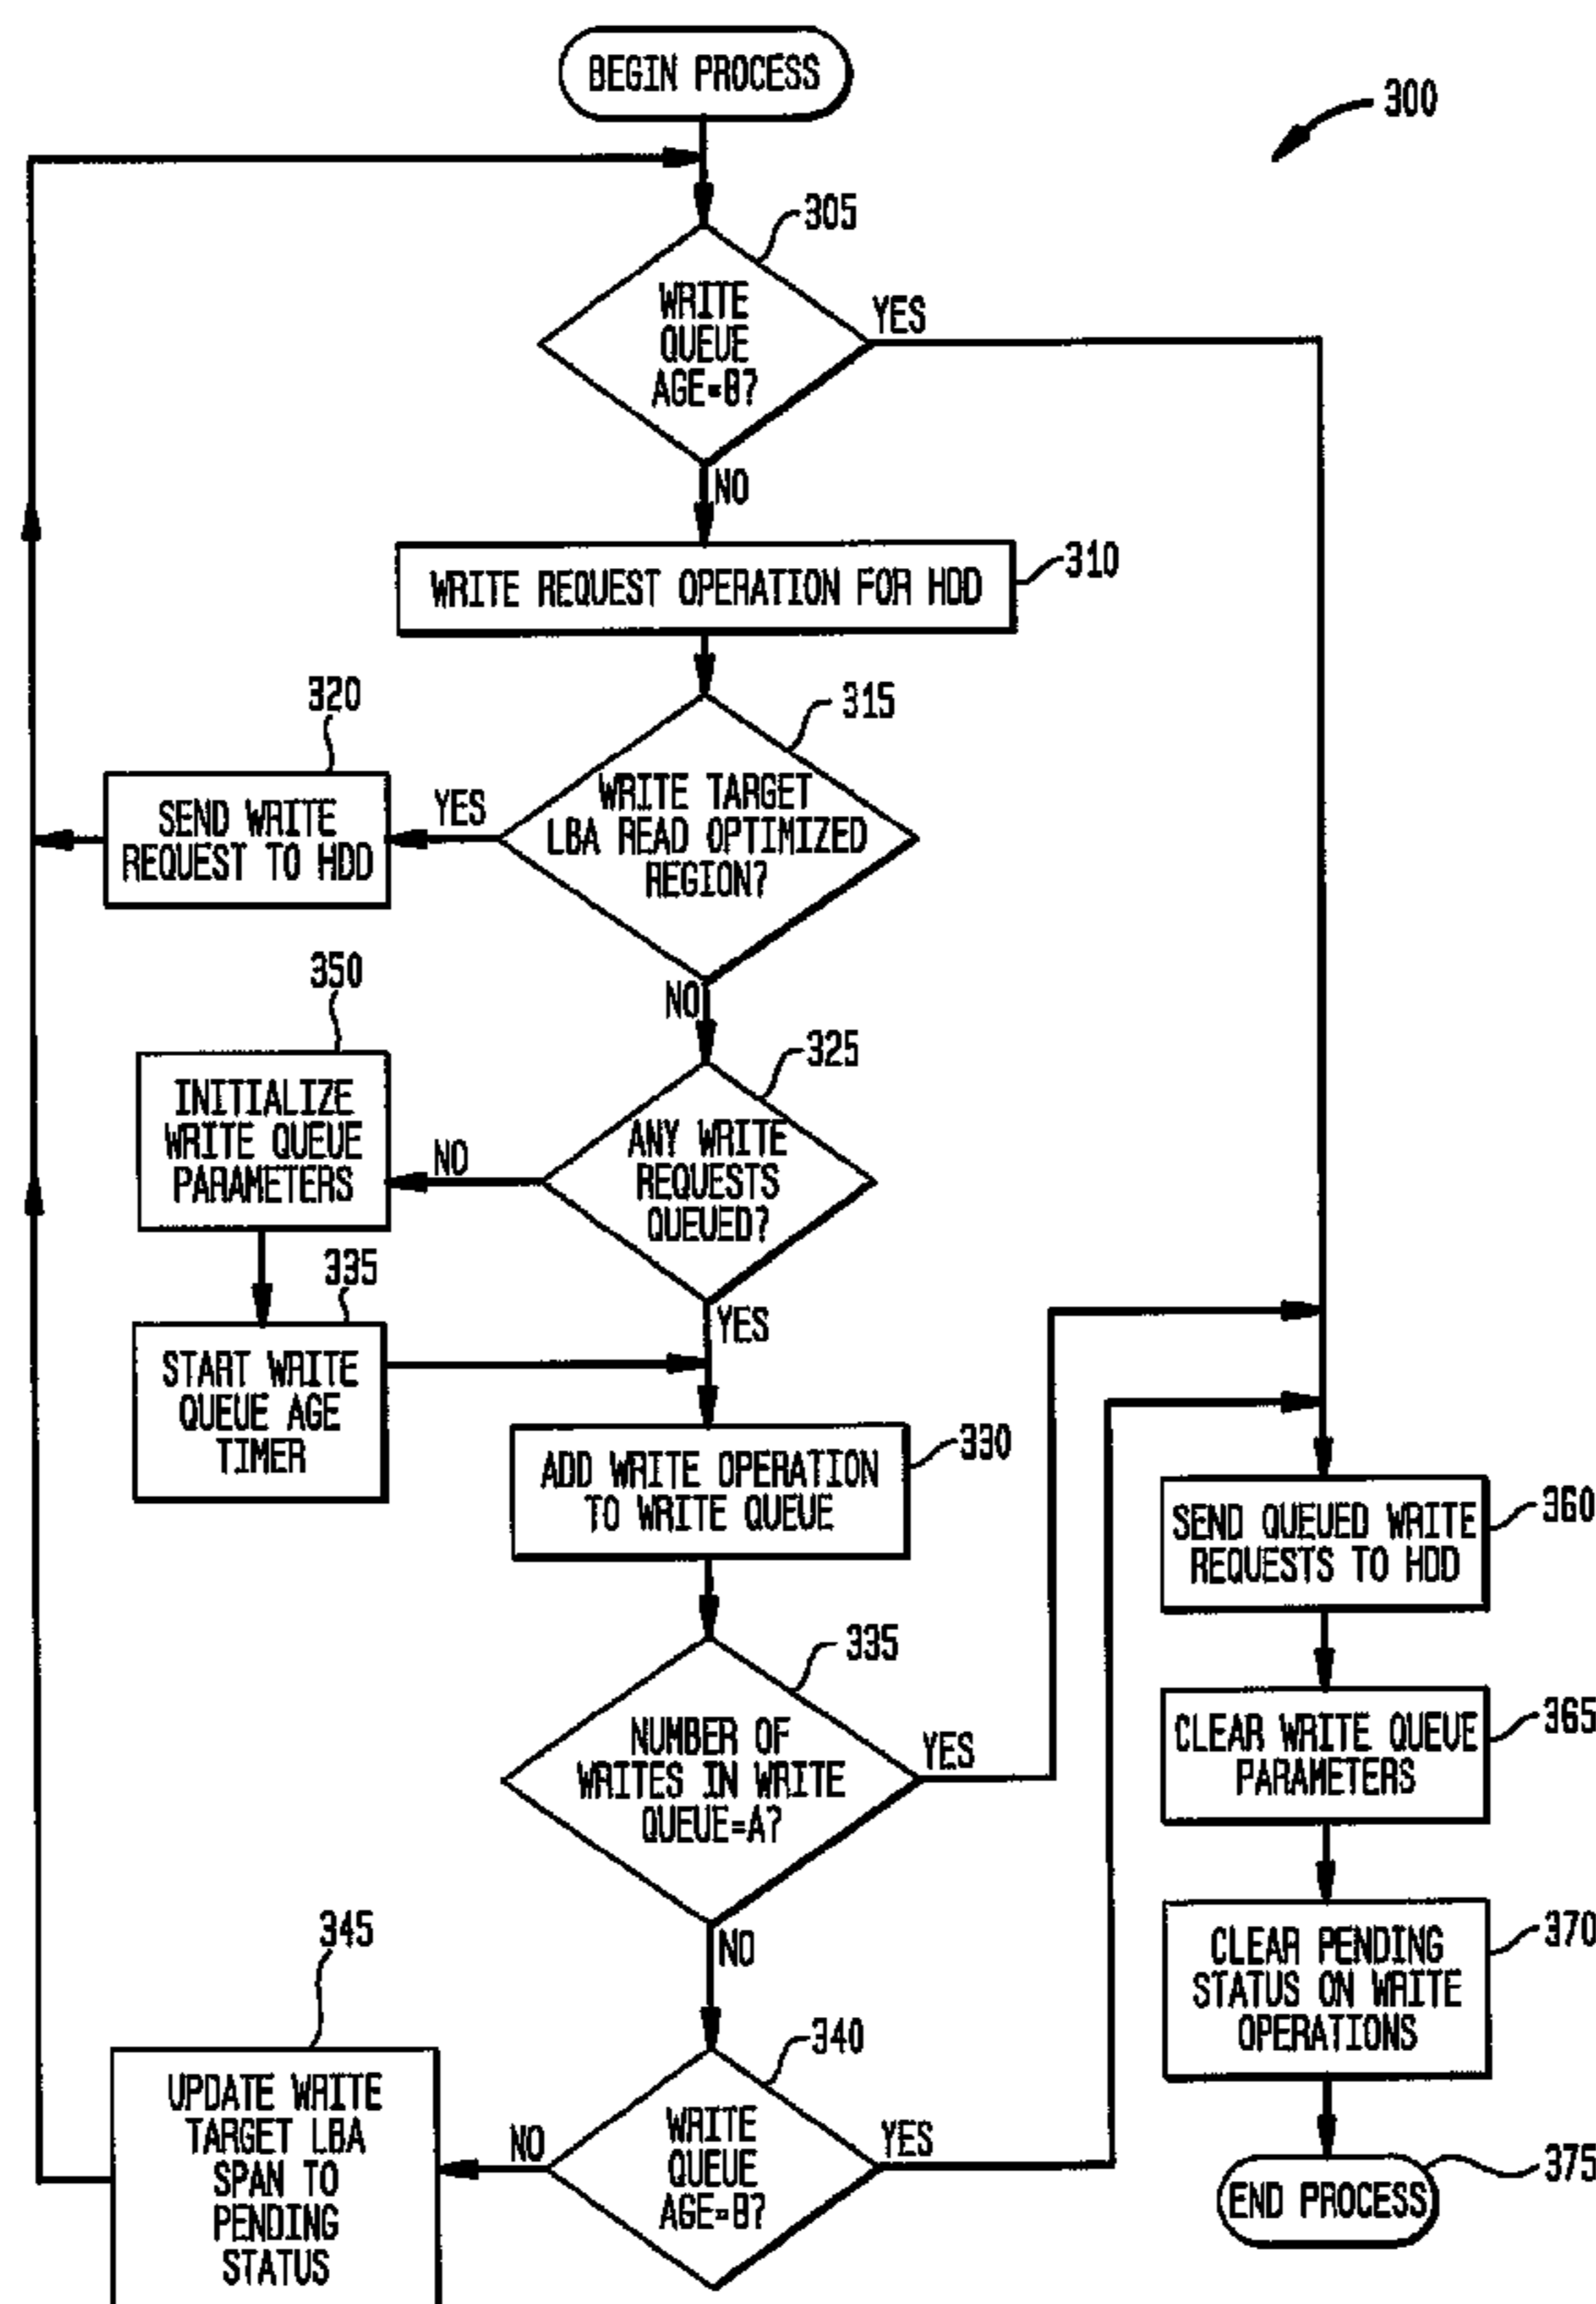 BEGIN PROCESS
300
305
WRITE
QUEUE
AGE=B?
YES
NO
WRITE REQUEST OPERATION FOR HDD
310
315
320
WRITE TARGET
LBA READ OPTIMIZED
REGION?
YES
SEND WRITE
REQUEST TO HDD
NO
350
325
INITIALIZE
WRITE QUEUE
PARAMETERS
NO
ANY WRITE
REQUESTS
QUEUED?
YES
335
START WRITE
QUEUE AGE
TIMER
ADD WRITE OPERATION
TO WRITE QUEUE
330
SEND QUEUED WRITE
REQUESTS TO HDD
360
335
NUMBER OF
WRITES IN WRITE
QUEUE=A?
YES
NO
CLEAR WRITE QUEUE
PARAMETERS
365
345
UPDATE WRITE
TARGET LBA
SPAN TO
PENDING
STATUS
340
NO
WRITE
QUEUE
AGE=B?
YES
CLEAR PENDING
STATUS ON WRITE
OPERATIONS
370
END PROCESS
375